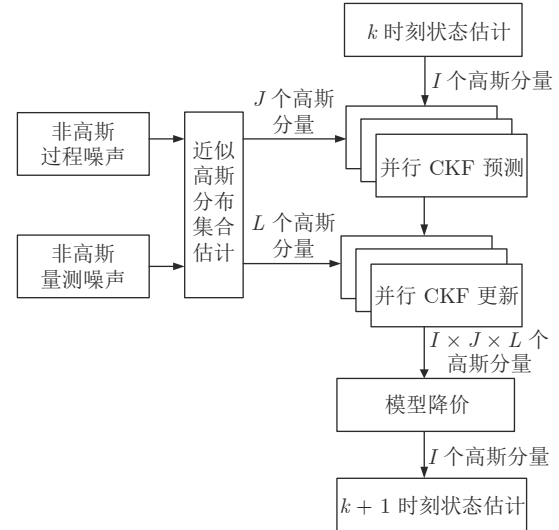 k 时刻状态估计
I 个高斯分量
J 个高斯
分量
非高斯
过程噪声
近似
高斯
分布
集合
估计
并行 CKF 预测
L 个高斯
分量
非高斯
量测噪声
并行 CKF 更新
I × J × L 个
高斯分量
模型降价
I 个高斯分量
k + 1 时刻状态估计